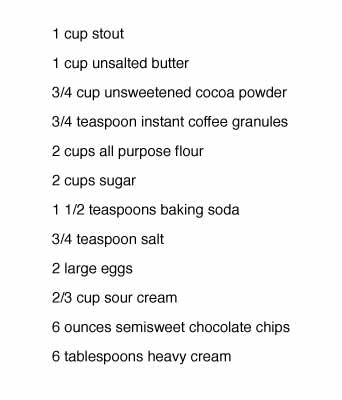 1 cup stout
1 cup unsalted butter
3/4 cup unsweetened cocoa powder
3/4 teaspoon instant coffee granules
2 cups all purpose flour
2 cups sugar
1 1/2 teaspoons baking soda
3/4 teaspoon salt
2 large eggs
2/3 cup sour cream
6 ounces semisweet chocolate chips
6 tablespoons heavy cream